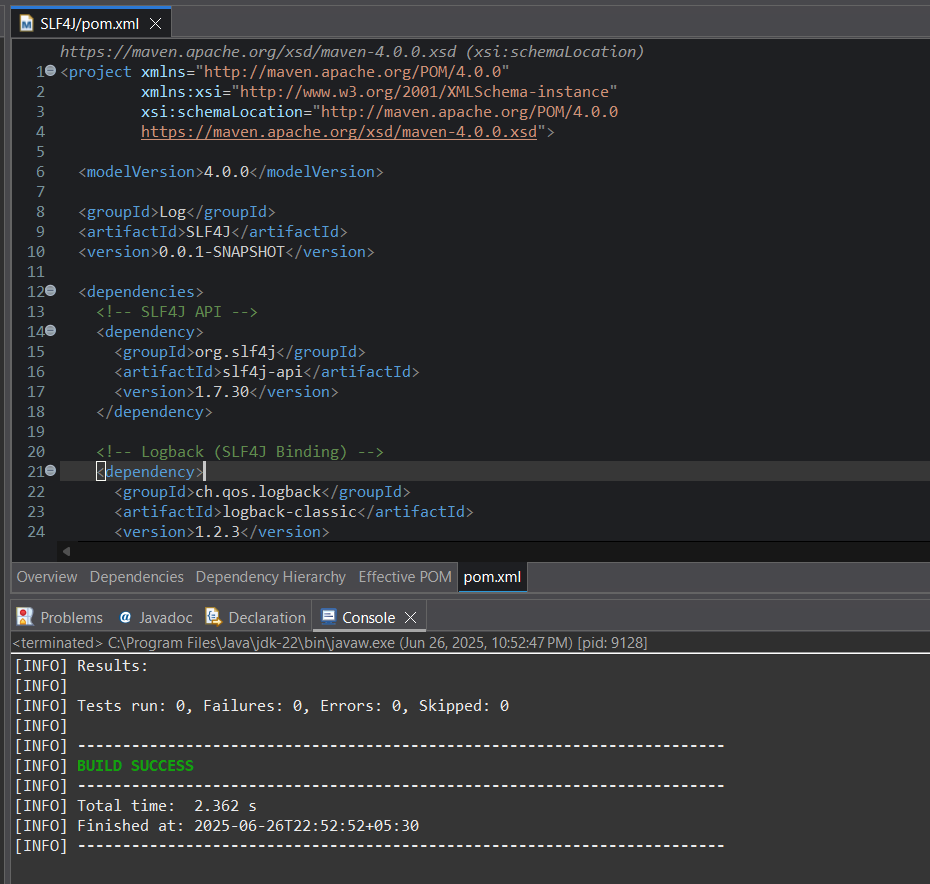 SLF4J/pom.xml
https://maven.apache.org/xsd/maven-4.0.0.xsd (xsi:schemaLocation)
1 <project xmlns="http://maven.apache.org/POM/4.0.0"
2 xmlns:xsi="http://www.w3.org/2001/XMLSchema-instance"
3 xsi:schemaLocation="http://maven.apache.org/POM/4.0.0
4 https://maven.apache.org/xsd/maven-4.0.0.xsd">
5
6 <modelVersion>4.0.0</modelVersion>
7
8 <groupId>Log</groupId>
9 <artifactId>SLF4J</artifactId>
10 <version>0.0.1-SNAPSHOT</version>
11
12 <dependencies>
13 <!-- SLF4J API -->
14 <dependency>
15 <groupId>org.slf4j</groupId>
16 <artifactId>slf4j-api</artifactId>
17 <version>1.7.30</version>
18 </dependency>
19
20 <!-- Logback (SLF4J Binding) -->
21 <dependency>
22 <groupId>ch.qos.logback</groupId>
23 <artifactId>logback-classic</artifactId>
24 <version>1.2.3</version>
Overview Dependencies Dependency Hierarchy Effective POM pom.xml
Problems Javadoc Declaration Console
<terminated> C:\Program Files\Java\jdk-22\bin\javaw.exe (Jun 26, 2025, 10:52:47 PM) [pid: 9128]
[INFO] Results:
[INFO]
[INFO] Tests run: 0, Failures: 0, Errors: 0, Skipped: 0
[INFO]
[INFO] ------------------------------------------------------------------------
[INFO] BUILD SUCCESS
[INFO] ------------------------------------------------------------------------
[INFO] Total time:  2.362 s
[INFO] Finished at: 2025-06-26T22:52:52+05:30
[INFO] ------------------------------------------------------------------------